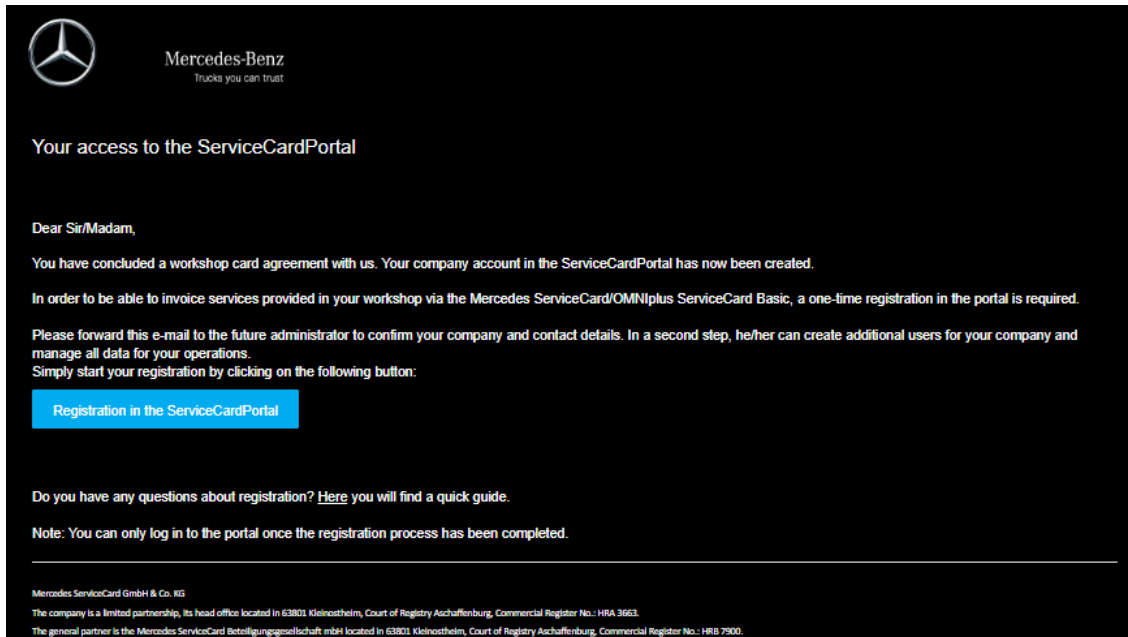 Mercedes-Benz
Trucks you can trust
Your access to the ServiceCardPortal
Dear Sir/Madam,
You have concluded a workshop card agreement with us. Your company account in the ServiceCardPortal has now been created.
In order to be able to invoice services provided in your workshop via the Mercedes ServiceCard/OMNIplus ServiceCard Basic, a one-time registration in the portal is required.
Please forward this e-mail to the future administrator to confirm your company and contact details. In a second step, he/her can create additional users for your company and
manage all data for your operations.
Simply start your registration by clicking on the following button:
Registration in the ServiceCardPortal
Do you have any questions about registration? Here you will find a quick guide.
Note: You can only log in to the portal once the registration process has been completed.
Mercedes ServiceCard GmbH & Co. KG
The company is a limited partnership, its head office located in 63801 Kleinostheim, Court of Registry Aschaffenburg, Commercial Register No.: HRA 3663.
The general partner is the Mercedes ServiceCard Beteiligungsgesellschaft mbH located in 63801 Kleinostheim, Court of Registry Aschaffenburg, Commercial Register No.: HRB 7900.